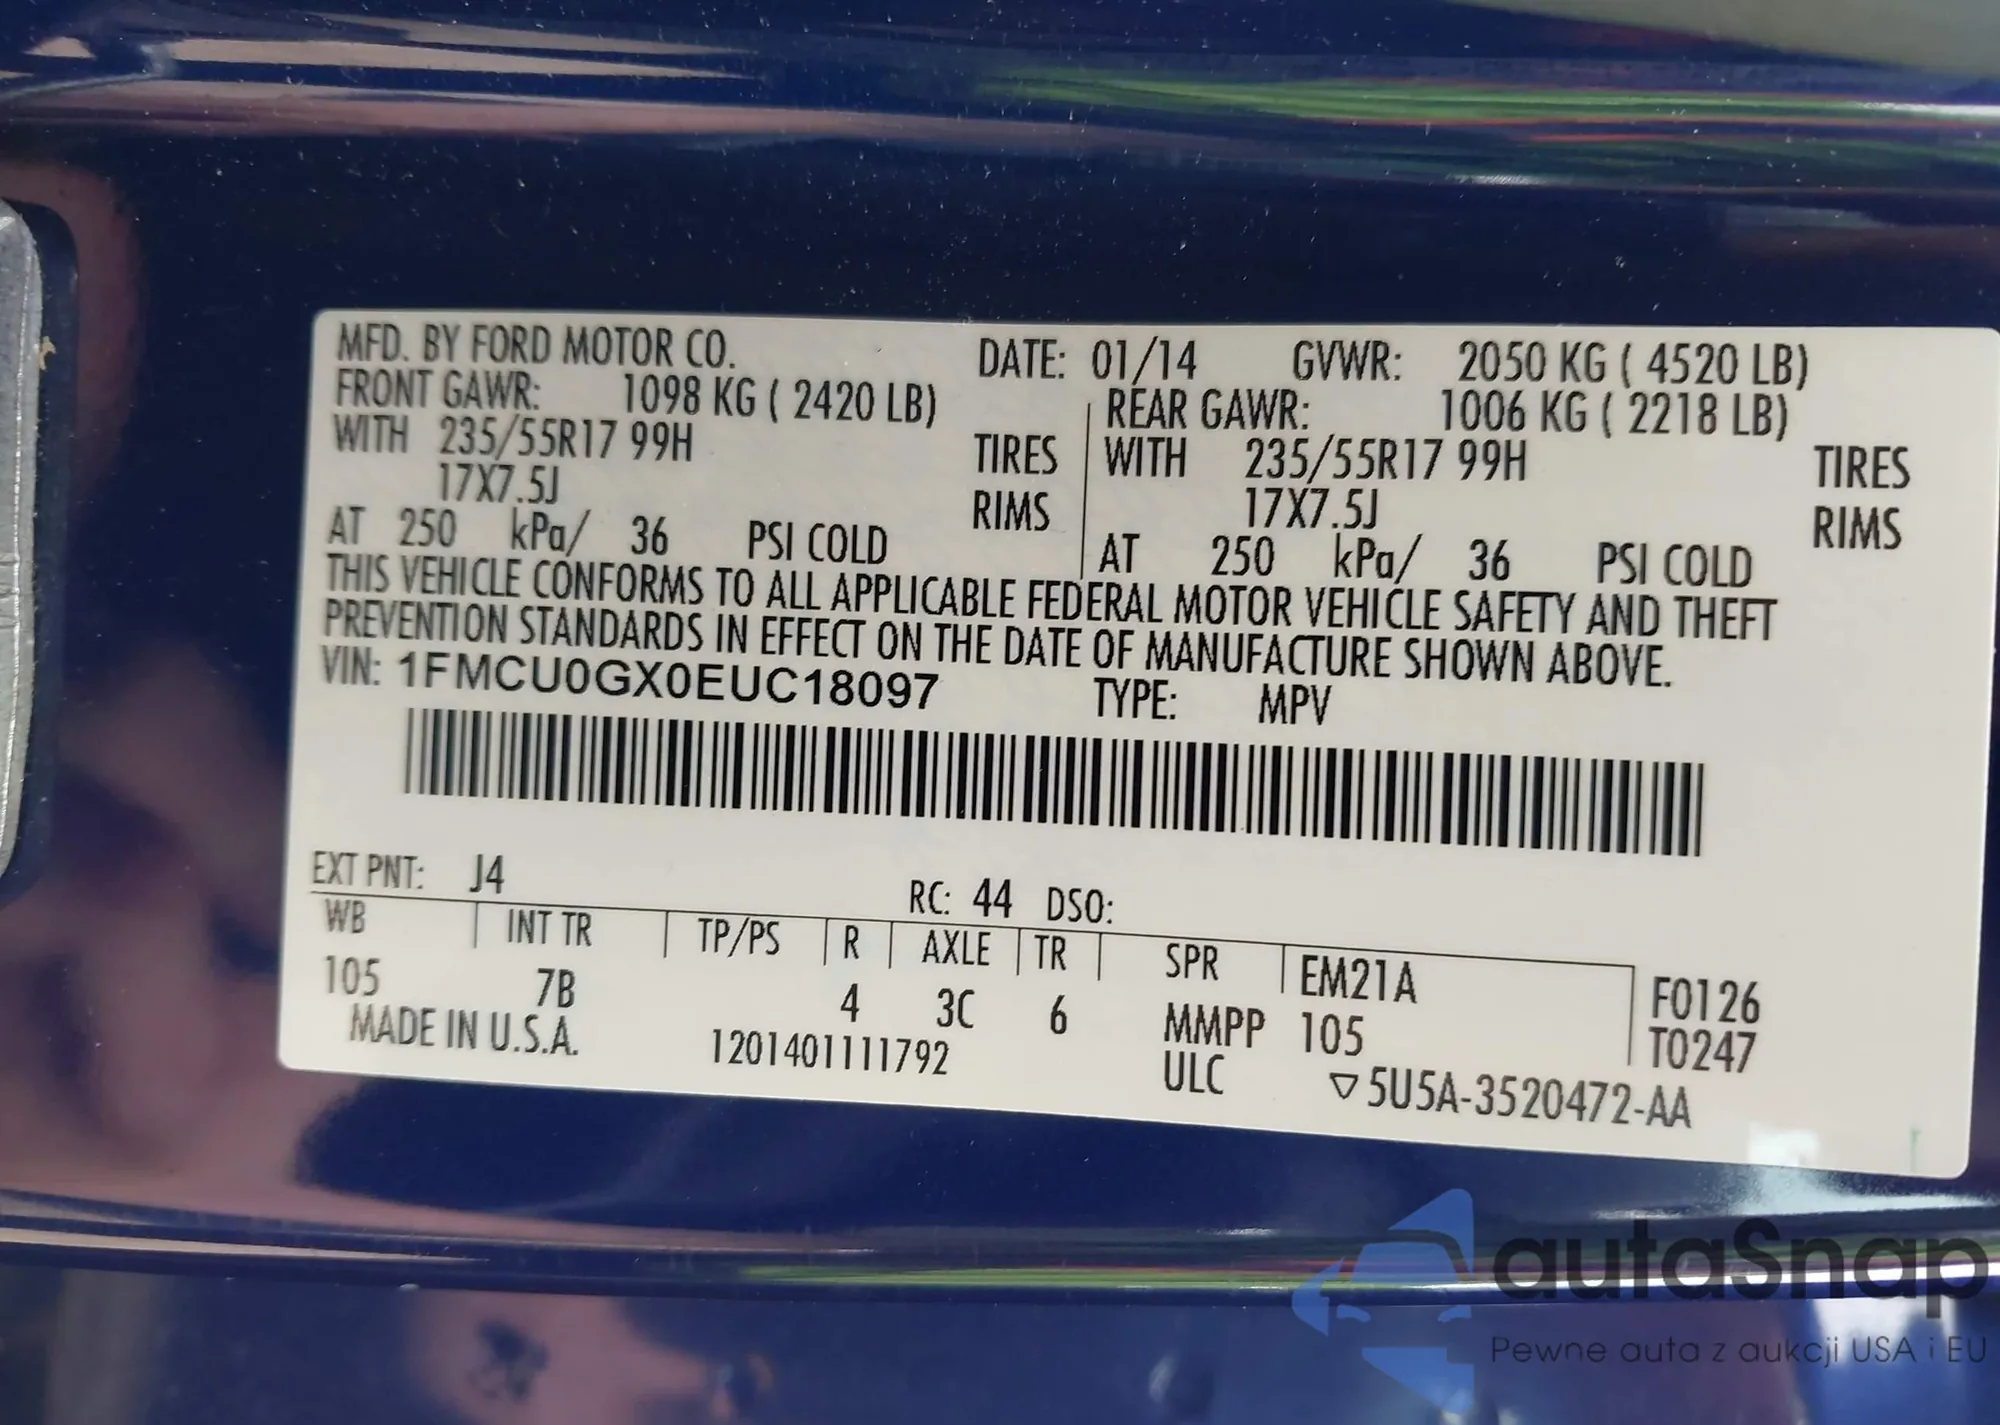 MFD. BY FORD MOTOR CO. DATE: 01/14 GVWR: 2050 KG ( 4520 LB)
FRONT GAWR: 1098 KG ( 2420 LB) REAR GAWR: 1006 KG ( 2218 LB)
WITH 235/55R17 99H TIRES WITH 235/55R17 99H TIRES
17X7.5J RIMS 17X7.5J RIMS
AT 250 kPa/ 36 PSI COLD AT 250 kPa/ 36 PSI COLD
THIS VEHICLE CONFORMS TO ALL APPLICABLE FEDERAL MOTOR VEHICLE SAFETY AND THEFT
PREVENTION STANDARDS IN EFFECT ON THE DATE OF MANUFACTURE SHOWN ABOVE.
VIN: 1FMCU0GX0EUC18097 TYPE: MPV
EXT PNT: J4 RC: 44 DSO:
WB INT TR TP/PS R AXLE TR SPR EM21A F0126
105 7B 4 3C 6 MMPP 105 T0247
MADE IN U.S.A. 1201401111792 ULC ▽5U5A-3520472-AA
autaSnap
Pewne auta z aukcji USA i EU